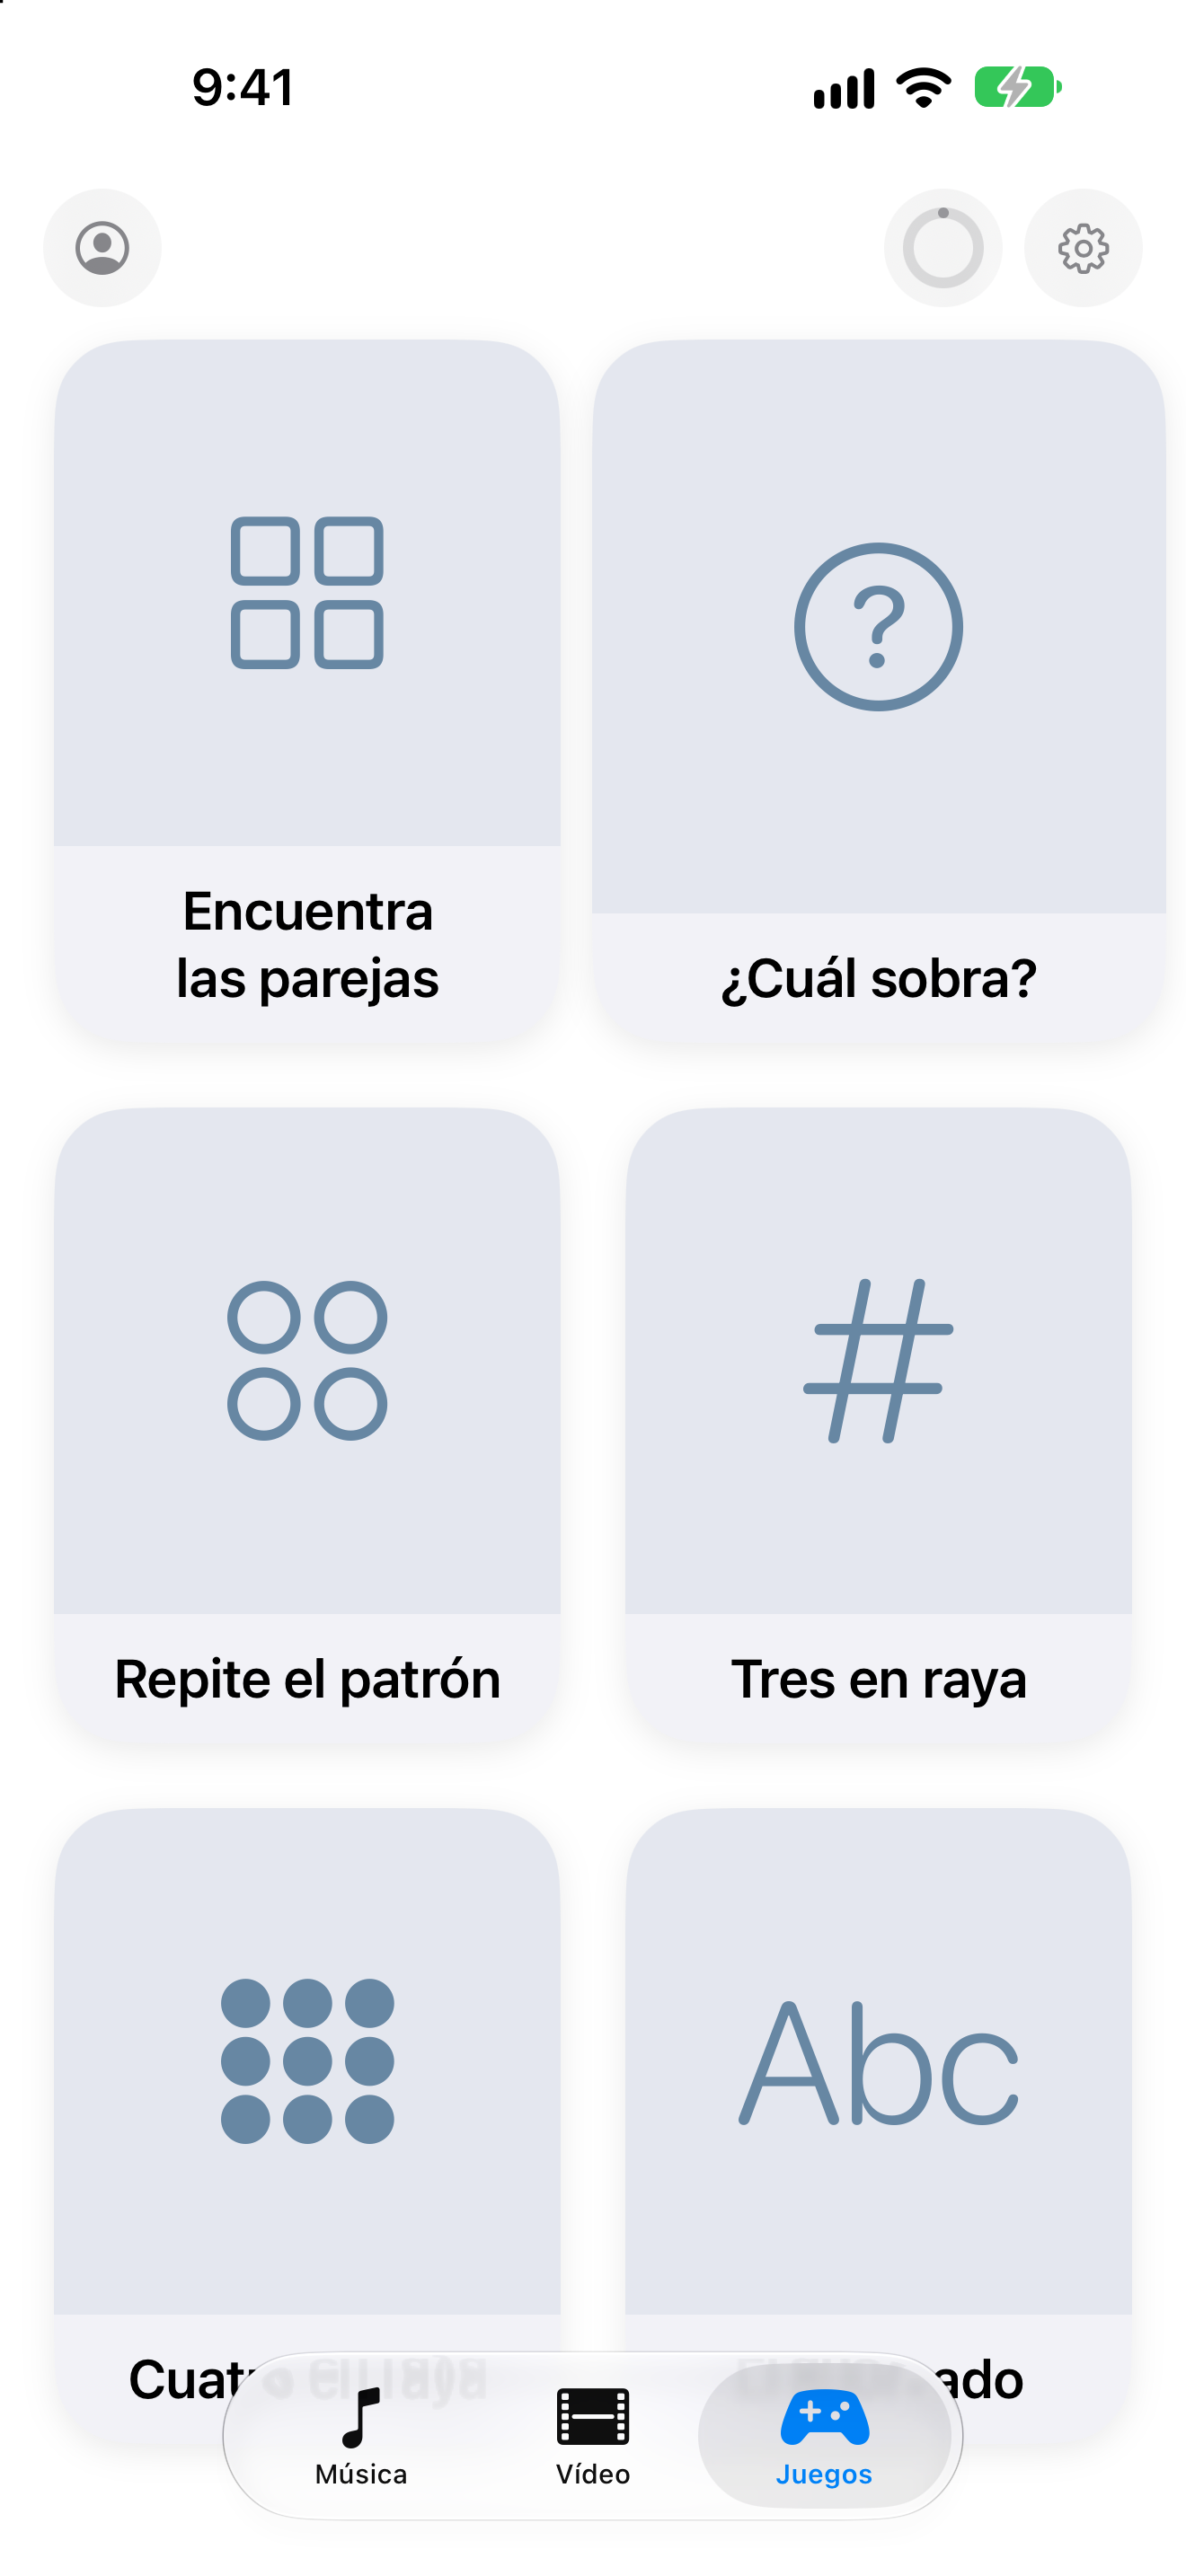 9:41
Encuentra
las parejas
¿Cuál sobra?
Repite el patrón
#
Tres en raya
Abc
Música
Vídeo
Juegos